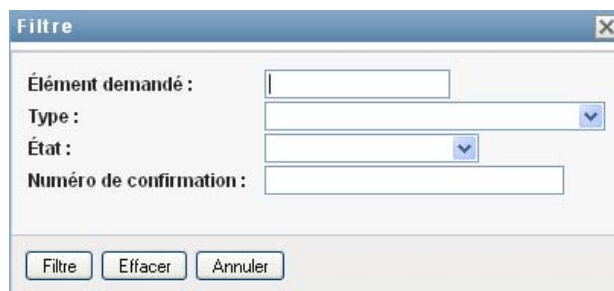 Filtre
Élément demandé :
Type :
État :
Numéro de confirmation :
Filtre Effacer Annuler